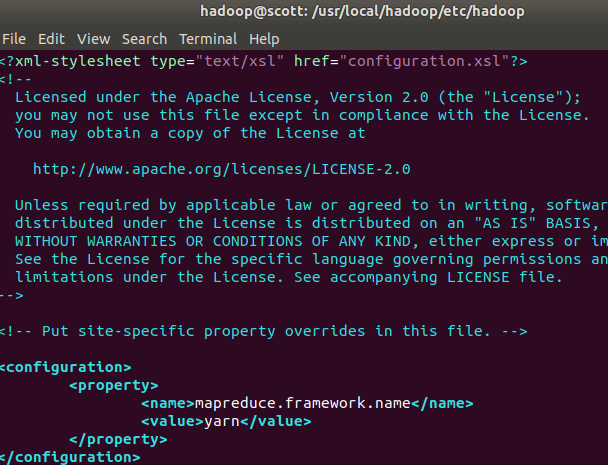 hadoop@scott: /usr/local/hadoop/etc/hadoop
File Edit View Search Terminal Help
<?xml-stylesheet type="text/xsl" href="configuration.xsl"?>
<!--
  Licensed under the Apache License, Version 2.0 (the "License");
  you may not use this file except in compliance with the License.
  You may obtain a copy of the License at

    http://www.apache.org/licenses/LICENSE-2.0

  Unless required by applicable law or agreed to in writing, softwar
  distributed under the License is distributed on an "AS IS" BASIS,
  WITHOUT WARRANTIES OR CONDITIONS OF ANY KIND, either express or im
  See the License for the specific language governing permissions an
  limitations under the License. See accompanying LICENSE file.
-->

<!-- Put site-specific property overrides in this file. -->

<configuration>
        <property>
                <name>mapreduce.framework.name</name>
                <value>yarn</value>
        </property>
</configuration>